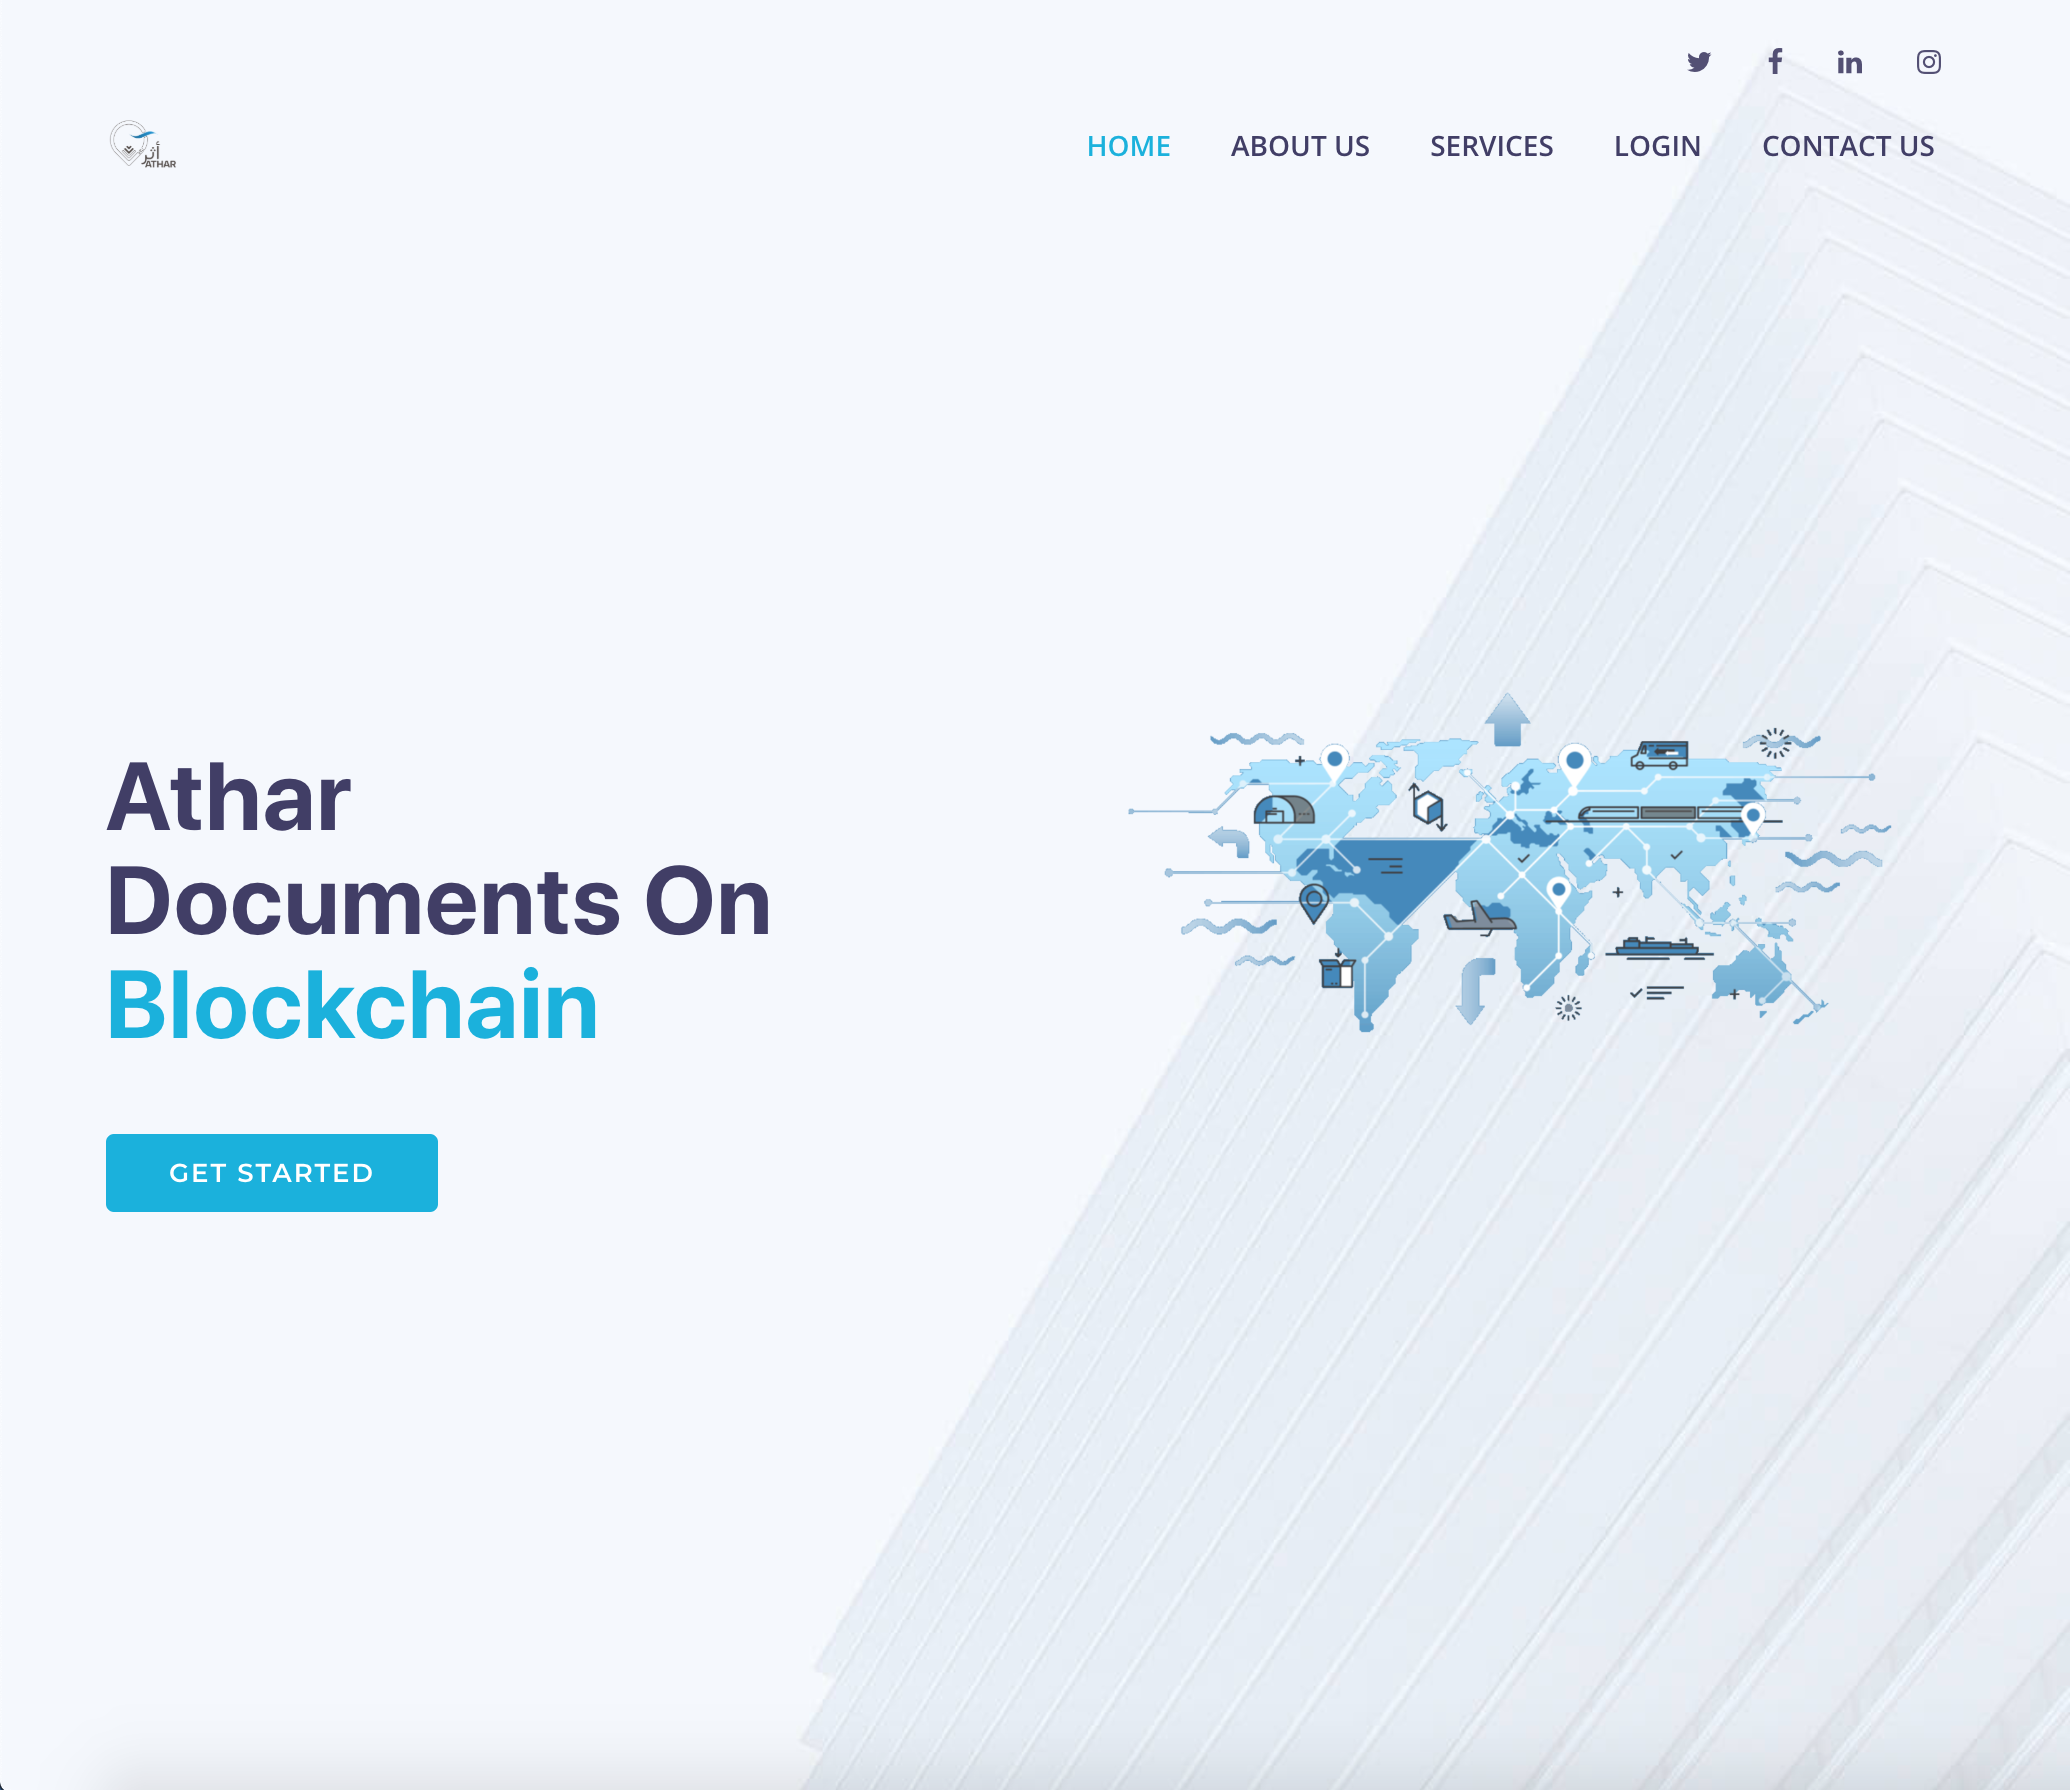 أثر
ATHAR
HOME ABOUT US SERVICES LOGIN CONTACT US
Athar
Documents On
Blockchain
GET STARTED